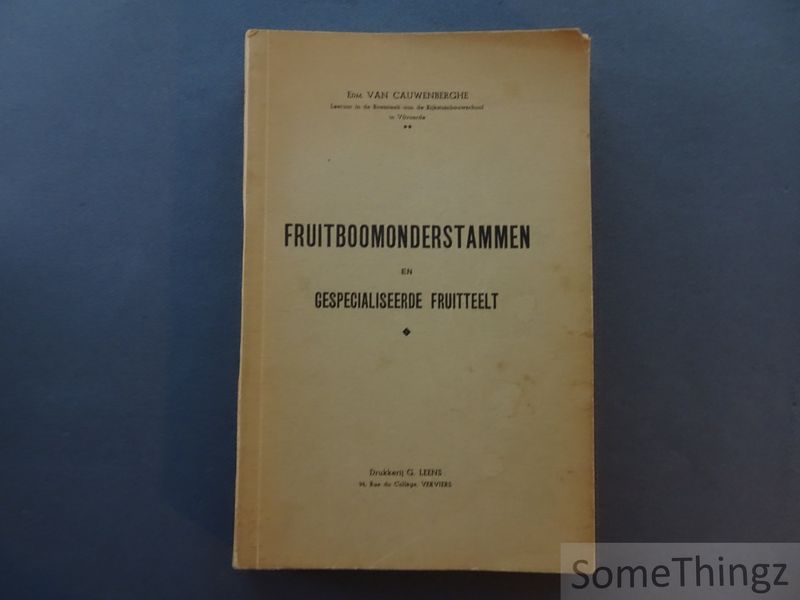 Edm. VAN CAUWENBERGHE
Leeraar in de Boomteelt aan de Rijkstuinbouwschool
te Vilvoorde
FRUITBOOMONDERSTAMMEN
EN
GESPECIALISEERDE FRUITTEELT
Drukkerij G. LEENS
Rue du Collège, VERVIERS
SomeThingz